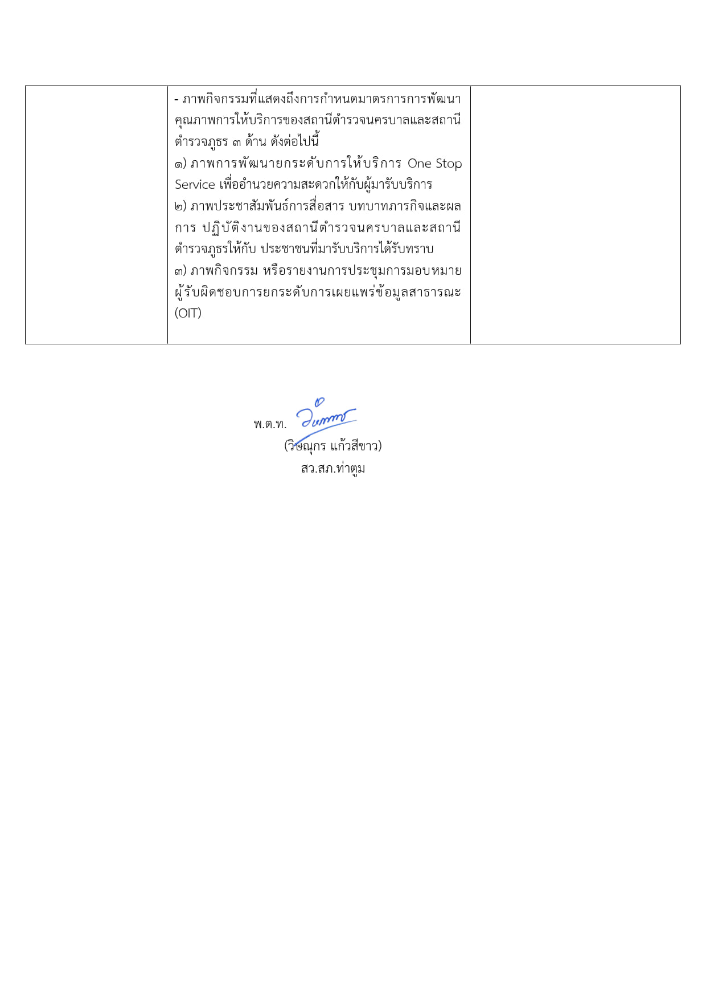 - ภาพกิจกรรมที่แสดงถึงการกำหนดมาตรการการพัฒนา
คุณภาพการให้บริการของสถานีตำรวจนครบาลและสถานี
ตำรวจภูธร ๓ ด้าน ดังต่อไปนี้
๑) ภาพการพัฒนายกระดับการให้บริการ One Stop
Service เพื่ออำนวยความสะดวกให้กับผู้มารับบริการ
๒) ภาพประชาสัมพันธ์การสื่อสาร บทบาทภารกิจและผล
การ ปฏิบัติงานของสถานีตำรวจนครบาลและสถานี
ตำรวจภูธรให้กับ ประชาชนที่มารับบริการได้รับทราบ
๓) ภาพกิจกรรม หรือรายงานการประชุมการมอบหมาย
ผู้รับผิดชอบการยกระดับการเผยแพร่ข้อมูลสาธารณะ
(OIT)
พ.ต.ท.
(วิษณุกร แก้วสีขาว)
สว.สภ.ท่าตูม